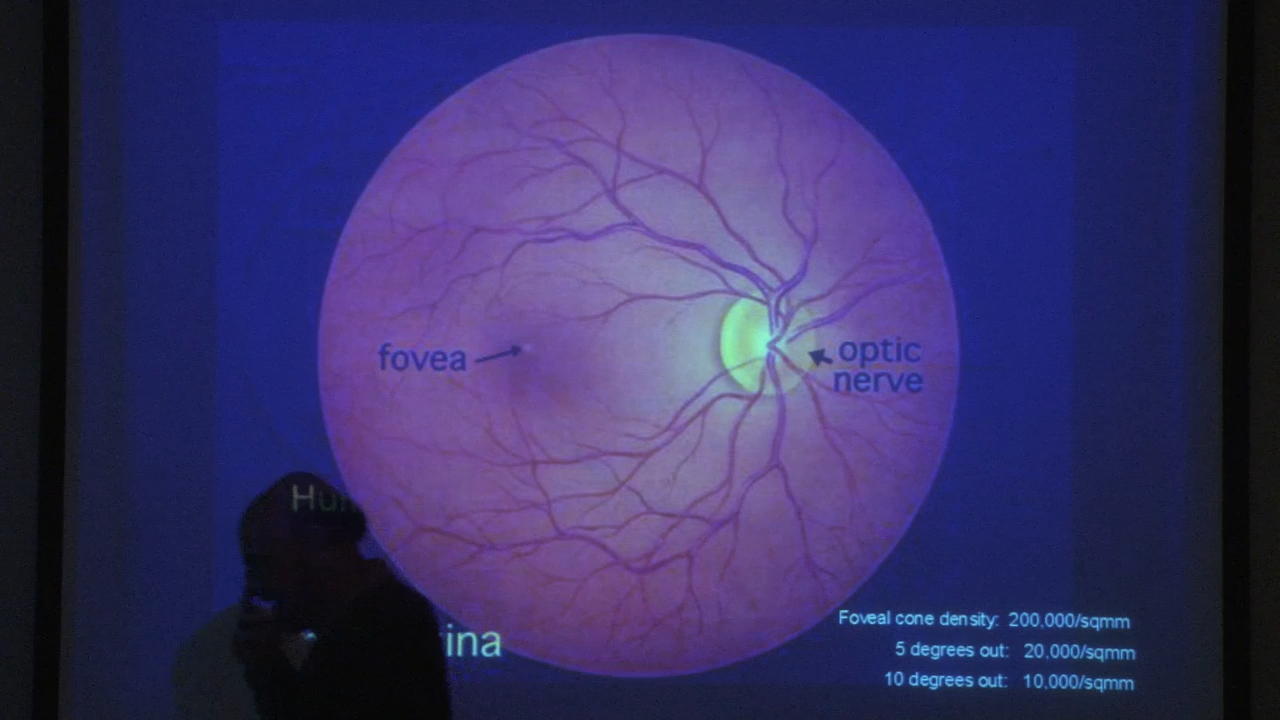 fovea
optic
nerve
Hum
ina
Foveal cone density: 200,000/sqmm
5 degrees out: 20,000/sqmm
10 degrees out: 10,000/sqmm